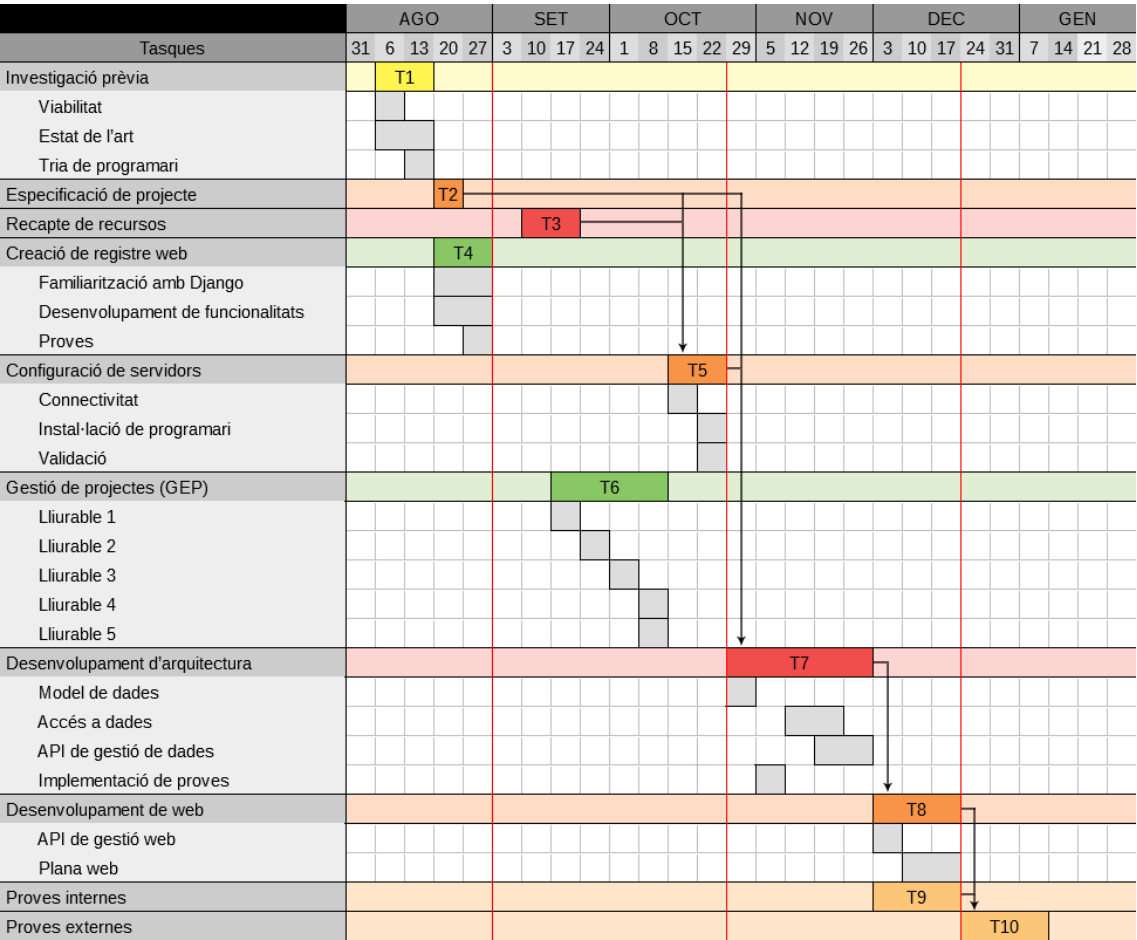 AGO SET OCT NOV DEC GEN
Tasques 31 6 13 20 27 3 10 17 24 1 8 15 22 29 5 12 19 26 3 10 17 24 31 7 14 21 28
Investigació prèvia T1
Viabilitat
Estat de l'art
Tria de programari
Especificació de projecte T2
Recapte de recursos T3
Creació de registre web T4
Familiarització amb Django
Desenvolupament de funcionalitats
Proves
Configuració de servidors T5
Connectivitat
Instal·lació de programari
Validació
Gestió de projectes (GEP) T6
Lliurable 1
Lliurable 2
Lliurable 3
Lliurable 4
Lliurable 5
Desenvolupament d'arquitectura T7
Model de dades
Accés a dades
API de gestió de dades
Implementació de proves
Desenvolupament de web T8
API de gestió web
Plana web
Proves internes T9
Proves externes T10